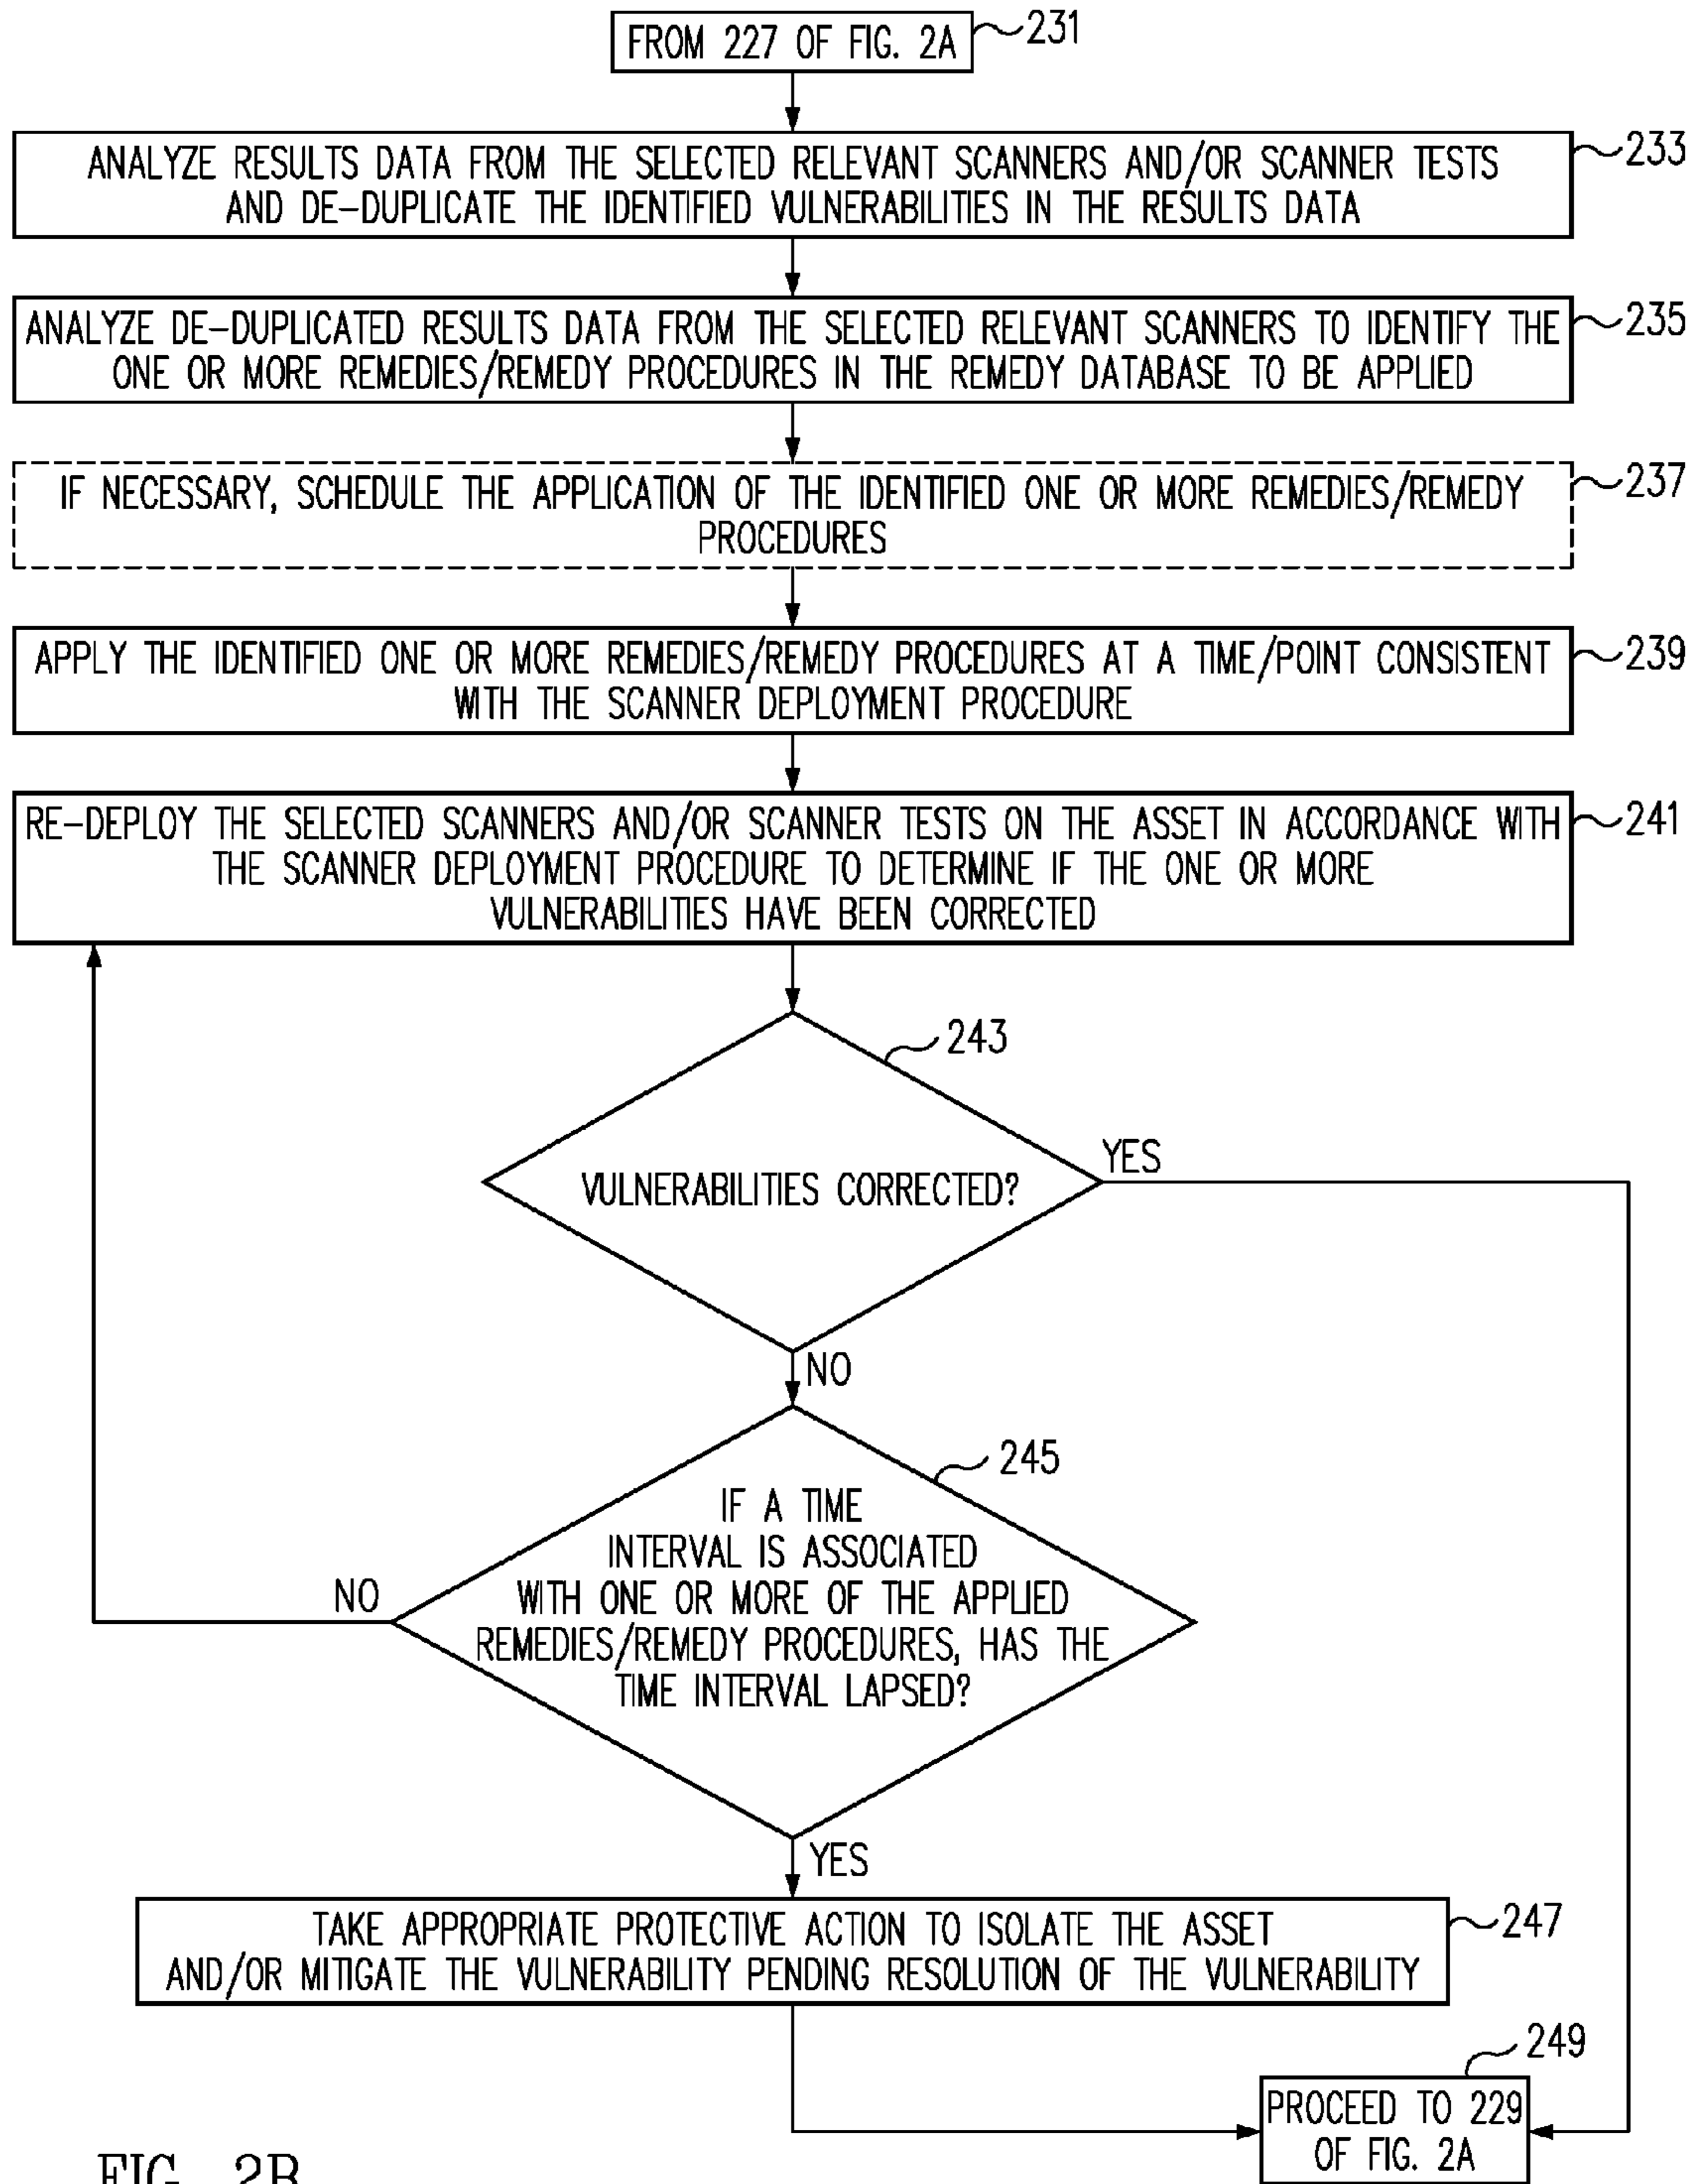 FROM 227 OF FIG. 2A
231
ANALYZE RESULTS DATA FROM THE SELECTED RELEVANT SCANNERS AND/OR SCANNER TESTS
AND DE-DUPLICATE THE IDENTIFIED VULNERABILITIES IN THE RESULTS DATA
233
ANALYZE DE-DUPLICATED RESULTS DATA FROM THE SELECTED RELEVANT SCANNERS TO IDENTIFY THE
ONE OR MORE REMEDIES/REMEDY PROCEDURES IN THE REMEDY DATABASE TO BE APPLIED
235
IF NECESSARY, SCHEDULE THE APPLICATION OF THE IDENTIFIED ONE OR MORE REMEDIES/REMEDY
PROCEDURES
237
APPLY THE IDENTIFIED ONE OR MORE REMEDIES/REMEDY PROCEDURES AT A TIME/POINT CONSISTENT
WITH THE SCANNER DEPLOYMENT PROCEDURE
239
RE-DEPLOY THE SELECTED SCANNERS AND/OR SCANNER TESTS ON THE ASSET IN ACCORDANCE WITH
THE SCANNER DEPLOYMENT PROCEDURE TO DETERMINE IF THE ONE OR MORE
VULNERABILITIES HAVE BEEN CORRECTED
241
243
VULNERABILITIES CORRECTED?
YES
NO
245
IF A TIME
INTERVAL IS ASSOCIATED
WITH ONE OR MORE OF THE APPLIED
REMEDIES/REMEDY PROCEDURES, HAS THE
TIME INTERVAL LAPSED?
NO
YES
TAKE APPROPRIATE PROTECTIVE ACTION TO ISOLATE THE ASSET
AND/OR MITIGATE THE VULNERABILITY PENDING RESOLUTION OF THE VULNERABILITY
247
249
PROCEED TO 229
OF FIG. 2A
FIG. 2B